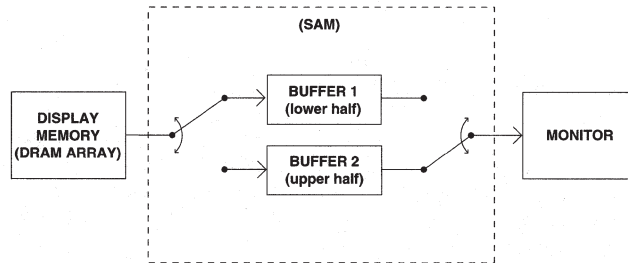 (SAM)
DISPLAY
MEMORY
(DRAM ARRAY)
BUFFER 1
(lower half)
BUFFER 2
(upper half)
MONITOR